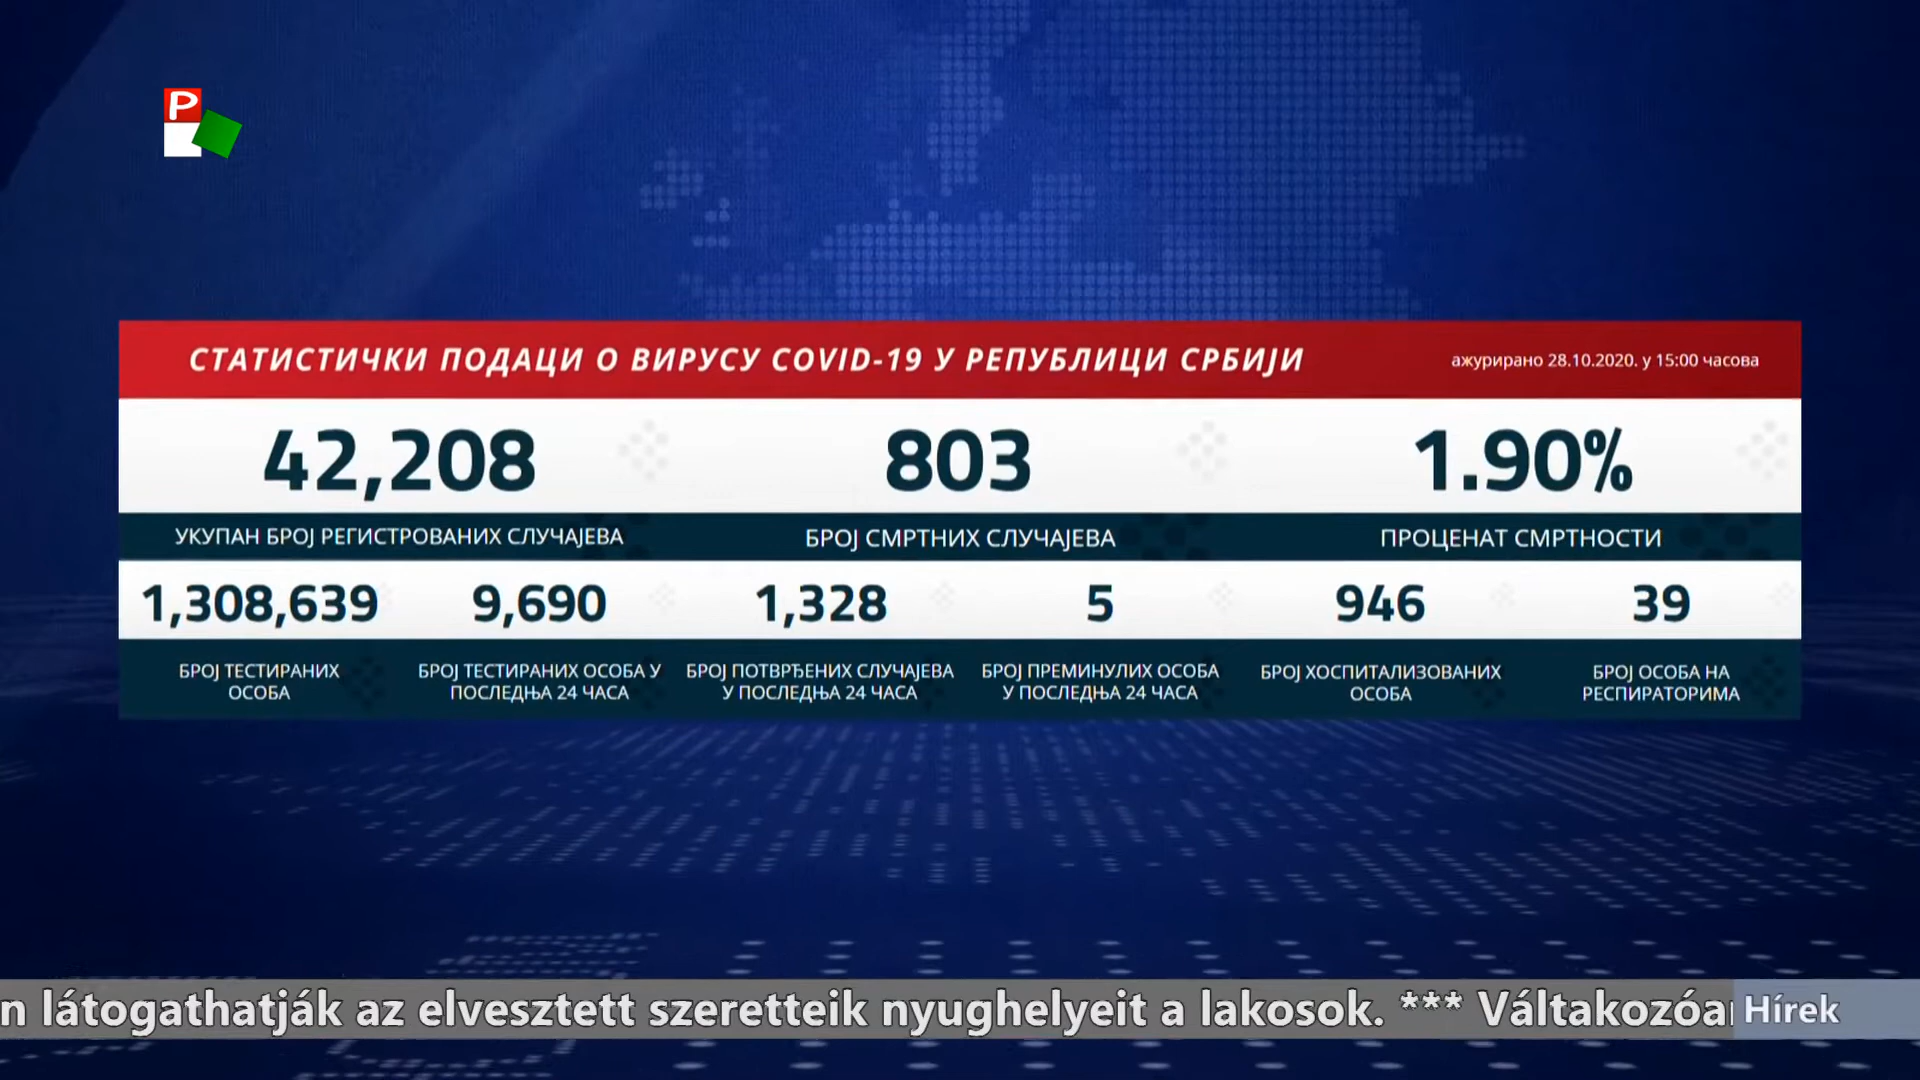 P
СТАТИСТИЧКИ ПОДАЦИ О ВИРУСУ COVID-19 У РЕПУБЛИЦИ СРБИЈИ
ажурирано 28.10.2020. у 15:00 часова
42,208
803
1.90%
УКУПАН БРОЈ РЕГИСТРОВАНИХ СЛУЧАЈЕВА
БРОЈ СМРТНИХ СЛУЧАЈЕВА
ПРОЦЕНАТ СМРТНОСТИ
1,308,639
9,690
1,328
5
946
39
БРОЈ ТЕСТИРАНИХ
ОСОБА
БРОЈ ТЕСТИРАНИХ ОСОБА У
ПОСЛЕДЊА 24 ЧАСА
БРОЈ ПОТВРЂЕНИХ СЛУЧАЈЕВА
У ПОСЛЕДЊА 24 ЧАСА
БРОЈ ПРЕМИНУЛИХ ОСОБА
У ПОСЛЕДЊА 24 ЧАСА
БРОЈ ХОСПИТАЛИЗОВАНИХ
ОСОБА
БРОЈ ОСОБА НА
РЕСПИРАТОРИМА
n látogathatják az elvesztett szeretteik nyughelyeit a lakosok. *** Váltakozóa
Hírek